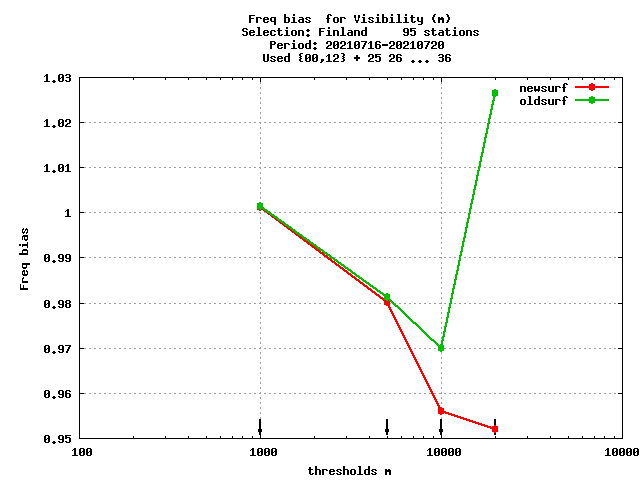 Freq bias  for Visibility (m)
Selection: Finland     95 stations
Period: 20210716-20210720
Used {00,12} + 25 26 ... 36
newsurf
oldsurf
1.03
1.02
1.01
1
0.99
0.98
0.97
0.96
0.95
Freq bias
100
1000
10000
10000
thresholds m